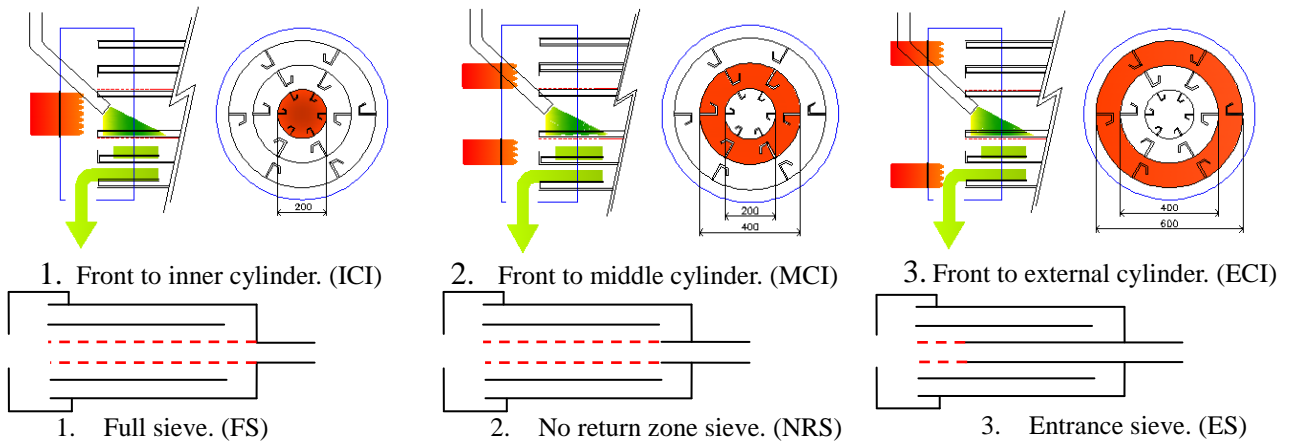 200
200
400
400
600
1. Front to inner cylinder. (ICI)
2. Front to middle cylinder. (MCI)
3. Front to external cylinder. (ECI)
1. Full sieve. (FS)
2. No return zone sieve. (NRS)
3. Entrance sieve. (ES)